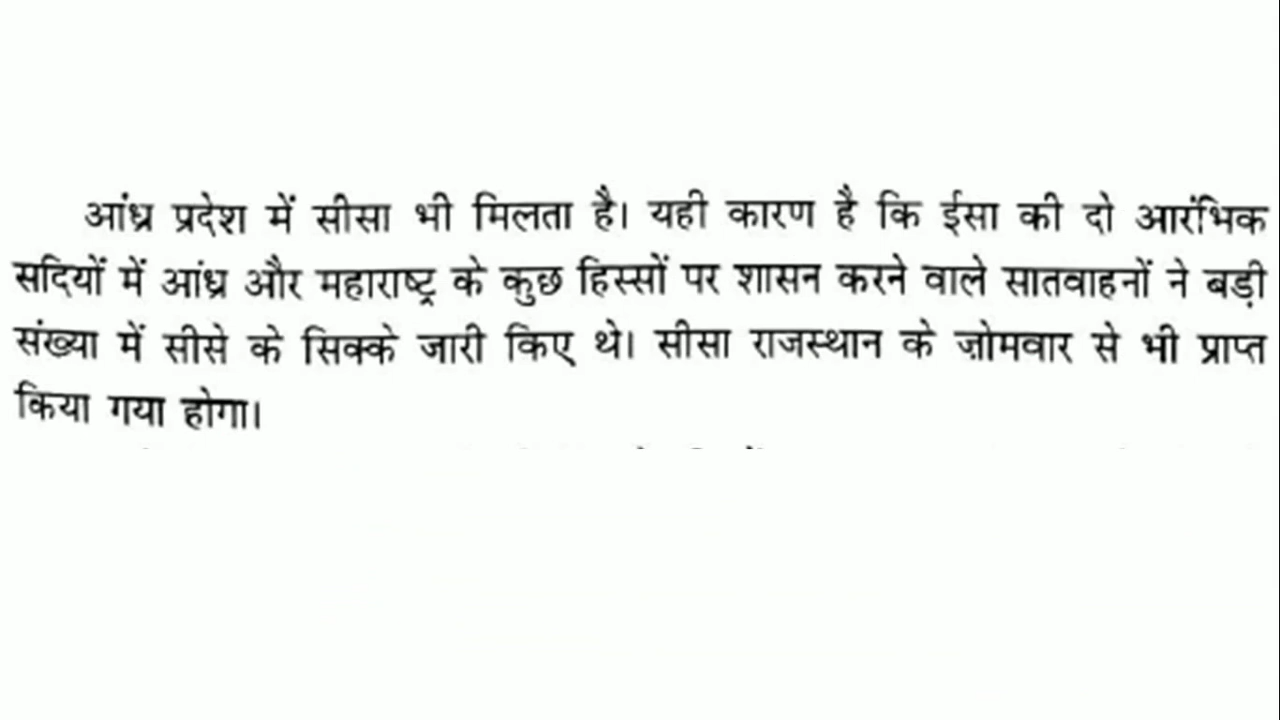 आंध्र प्रदेश में सीसा भी मिलता है। यही कारण है कि ईसा की दो आरंभिक
सदियों में आंध्र और महाराष्ट्र के कुछ हिस्सों पर शासन करने वाले सातवाहनों ने बड़ी
संख्या में सीसे के सिक्के जारी किए थे। सीसा राजस्थान के ज़ोमवार से भी प्राप्त
किया गया होगा।